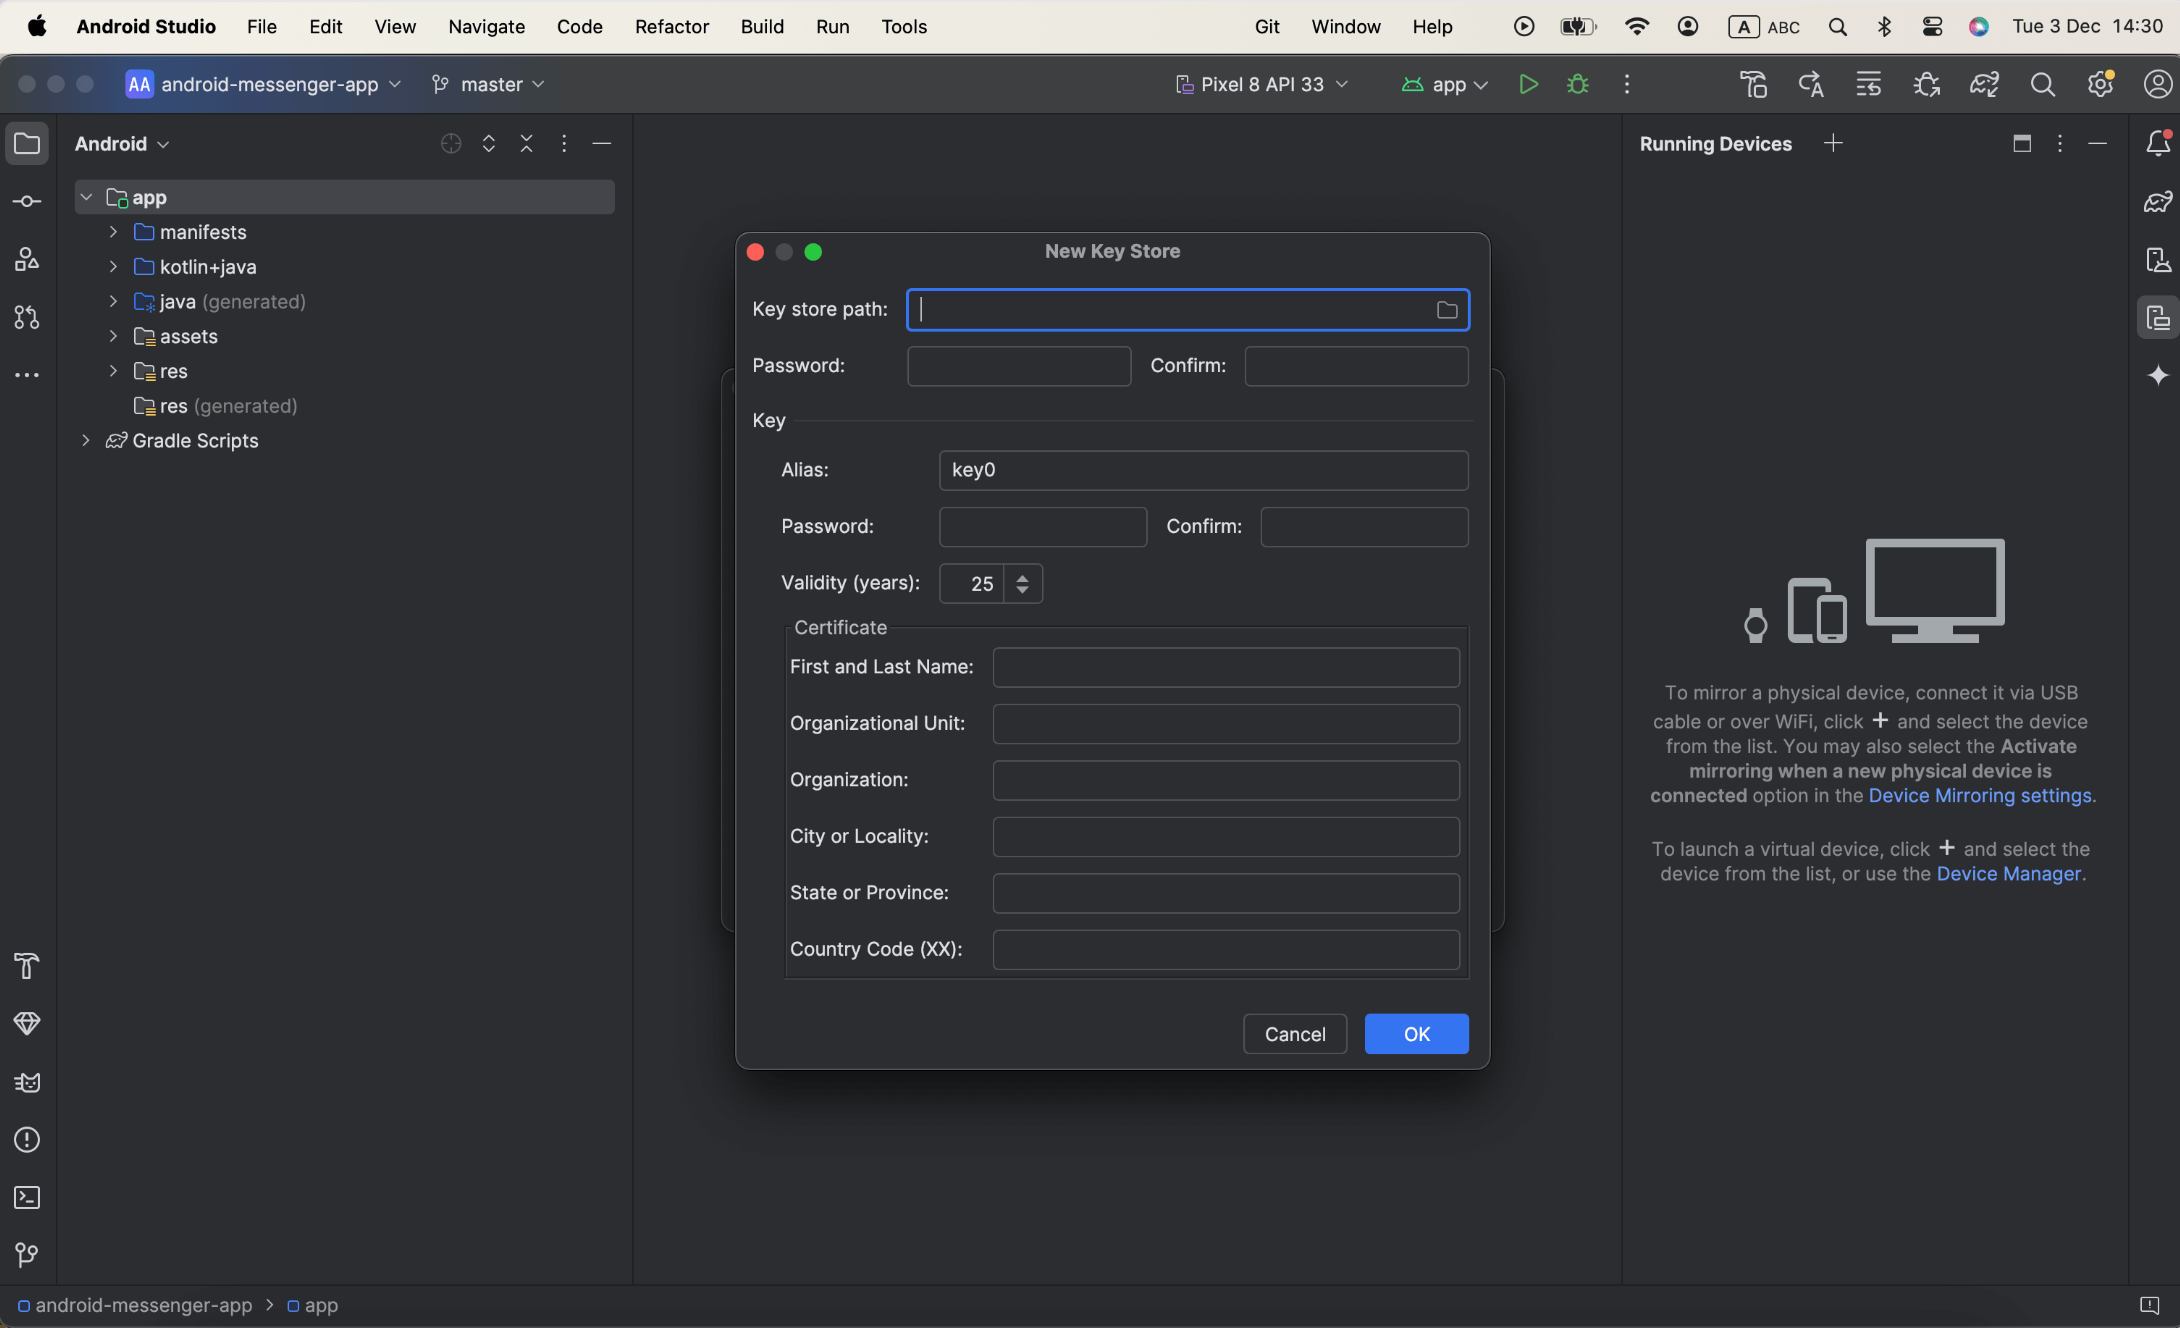 Android Studio File Edit View Navigate Code Refactor Build Run Tools Git Window Help A ABC Tue 3 Dec 14:30
AA android-messenger-app master Pixel 8 API 33 app
Android
app
manifests
kotlin+java
java (generated)
assets
res
res (generated)
Gradle Scripts
New Key Store
Key store path:
Password: Confirm:
Key
Alias: key0
Password: Confirm:
Validity (years): 25
Certificate
First and Last Name:
Organizational Unit:
Organization:
City or Locality:
State or Province:
Country Code (XX):
Cancel OK
Running Devices
To mirror a physical device, connect it via USB
cable or over WiFi, click + and select the device
from the list. You may also select the Activate
mirroring when a new physical device is
connected option in the Device Mirroring settings.
To launch a virtual device, click + and select the
device from the list, or use the Device Manager.
android-messenger-app > app